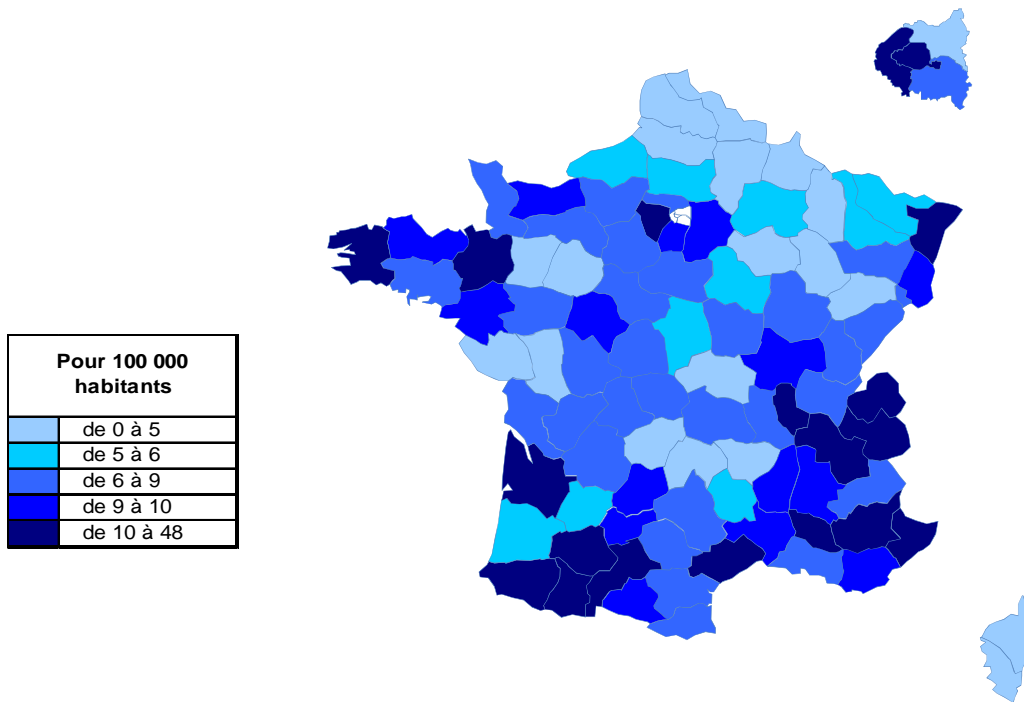 Pour 100 000
habitants
de 0 à 5
de 5 à 6
de 6 à 9
de 9 à 10
de 10 à 48